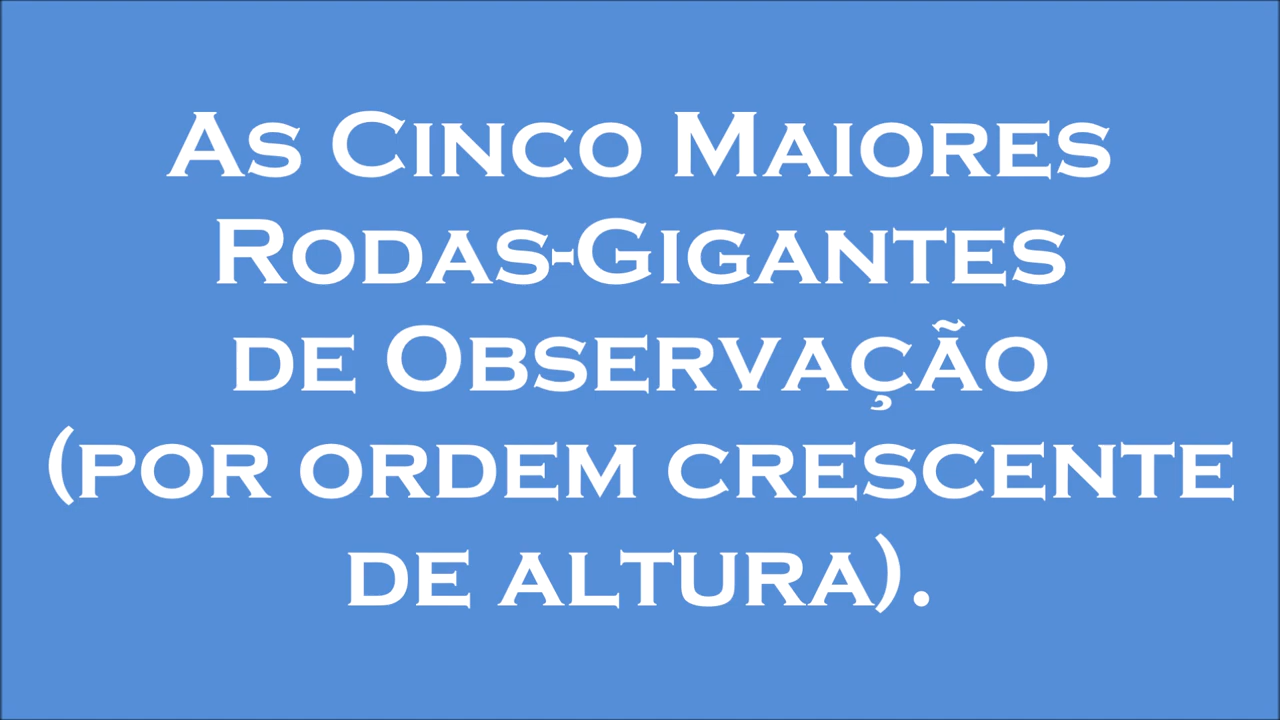 As Cinco Maiores
Rodas-Gigantes
de Observação
(por ordem crescente
de altura).